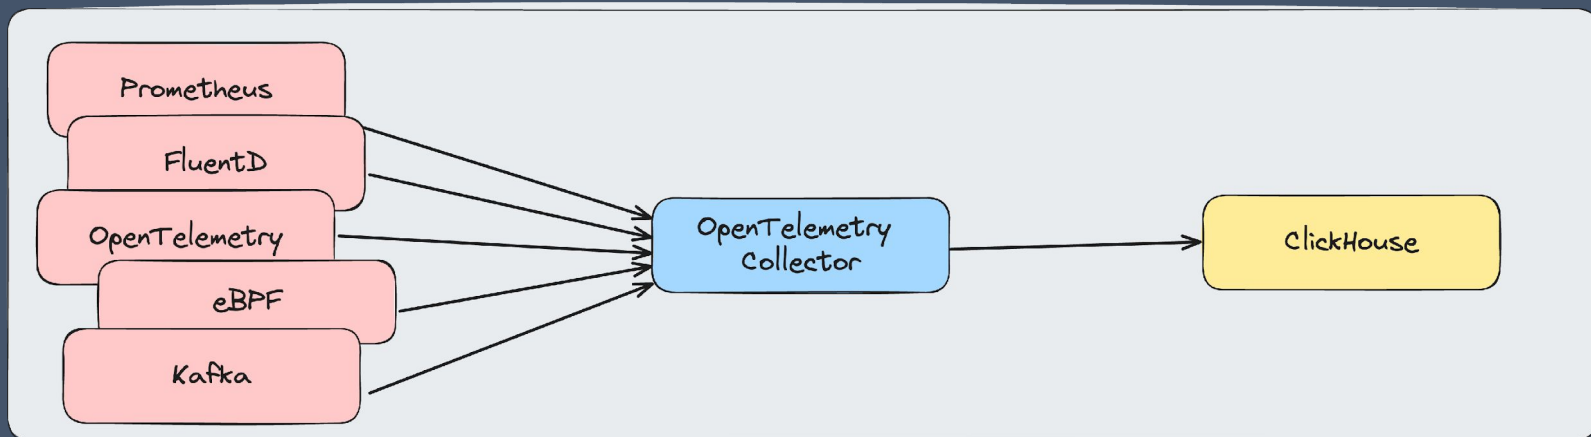 Prometheus
FluentD
OpenTelemetry
eBPF
Kafka
OpenTelemetry
Collector
ClickHouse